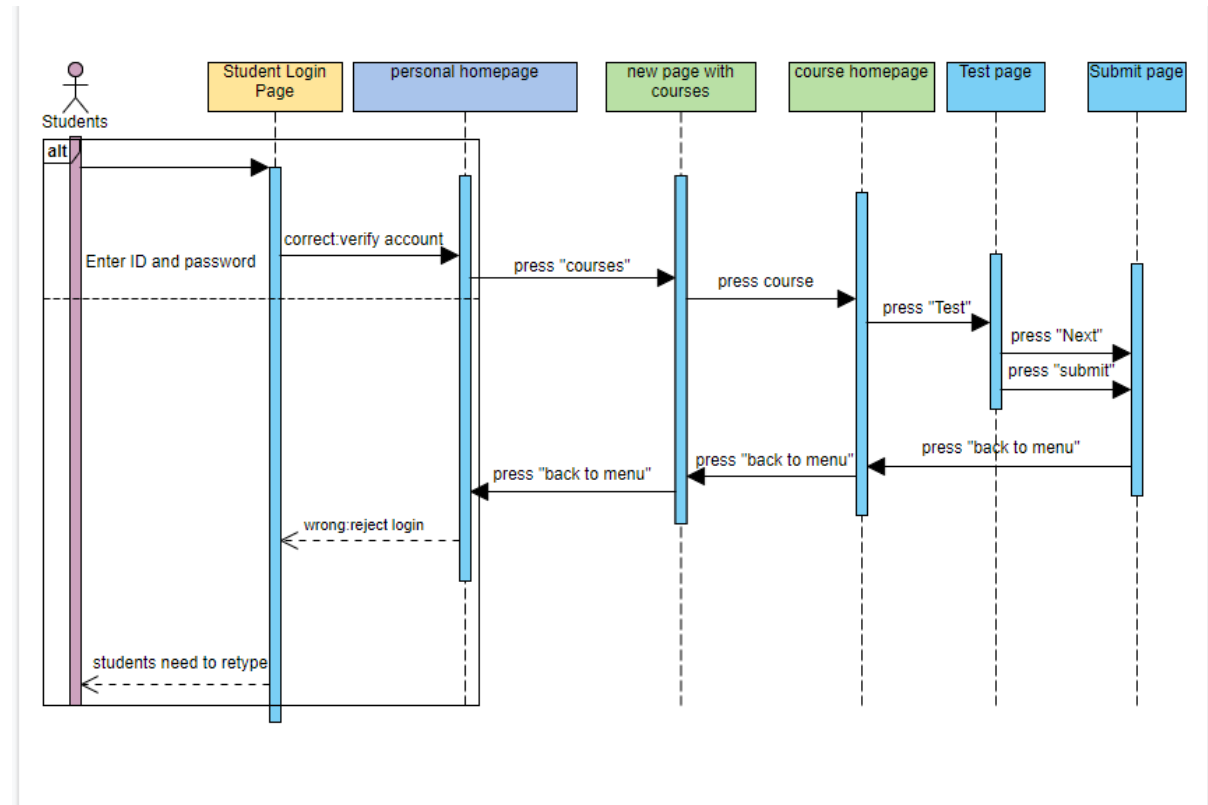 Student Login
Page
personal homepage
new page with
courses
course homepage
Test page
Submit page
Students
alt
correct:verify account
Enter ID and password
press "courses"
press course
press "Test"
press "Next"
press "submit"
press "back to menu"
press "back to menu"
press "back to menu"
wrong:reject login
students need to retype